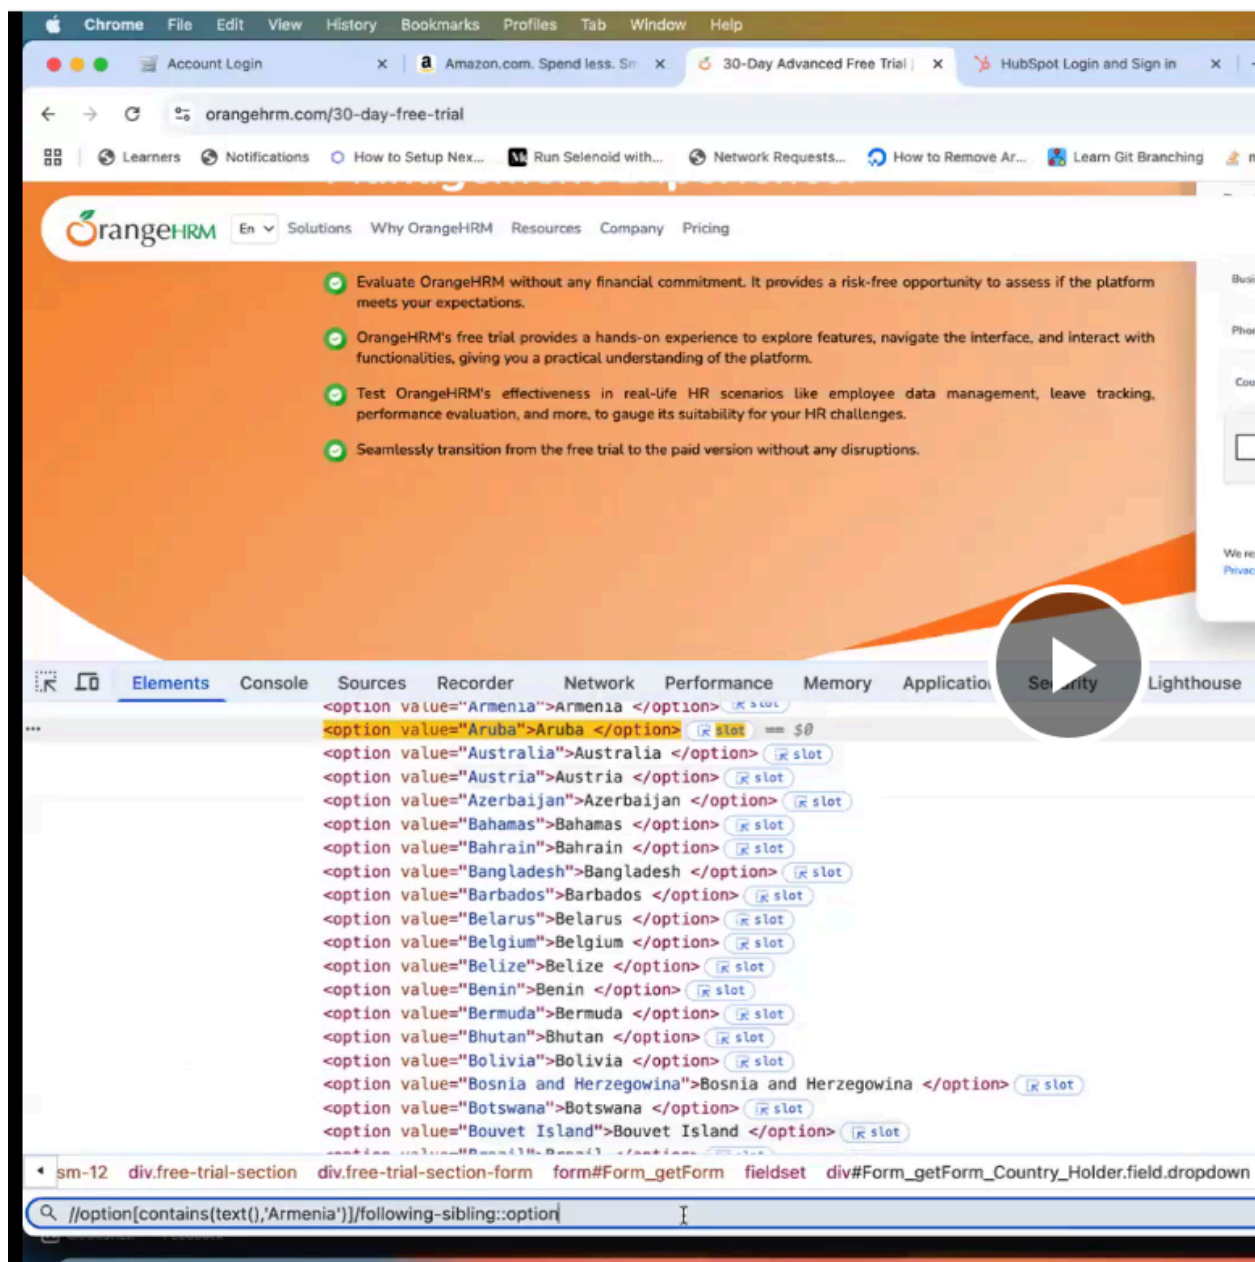 Chrome File Edit View History Bookmarks Profiles Tab Window Help
Account Login × a Amazon.com. Spend less. Sm × 30-Day Advanced Free Trial | × HubSpot Login and Sign in ×
orangehrm.com/30-day-free-trial
Learners Notifications How to Setup Nex... Run Selenoid with... Network Requests... How to Remove Ar... Learn Git Branching
OrangeHRM En Solutions Why OrangeHRM Resources Company Pricing
Evaluate OrangeHRM without any financial commitment. It provides a risk-free opportunity to assess if the platform
meets your expectations.
OrangeHRM's free trial provides a hands-on experience to explore features, navigate the interface, and interact with
functionalities, giving you a practical understanding of the platform.
Test OrangeHRM's effectiveness in real-life HR scenarios like employee data management, leave tracking,
performance evaluation, and more, to gauge its suitability for your HR challenges.
Seamlessly transition from the free trial to the paid version without any disruptions.
Busi
Phon
Cou
We re
Privac
Elements Console Sources Recorder Network Performance Memory Application Security Lighthouse
<option value="Armenia">Armenia </option> slot
... <option value="Aruba">Aruba </option> slot == $0
<option value="Australia">Australia </option> slot
<option value="Austria">Austria </option> slot
<option value="Azerbaijan">Azerbaijan </option> slot
<option value="Bahamas">Bahamas </option> slot
<option value="Bahrain">Bahrain </option> slot
<option value="Bangladesh">Bangladesh </option> slot
<option value="Barbados">Barbados </option> slot
<option value="Belarus">Belarus </option> slot
<option value="Belgium">Belgium </option> slot
<option value="Belize">Belize </option> slot
<option value="Benin">Benin </option> slot
<option value="Bermuda">Bermuda </option> slot
<option value="Bhutan">Bhutan </option> slot
<option value="Bolivia">Bolivia </option> slot
<option value="Bosnia and Herzegowina">Bosnia and Herzegowina </option> slot
<option value="Botswana">Botswana </option> slot
<option value="Bouvet Island">Bouvet Island </option> slot
sm-12 div.free-trial-section div.free-trial-section-form form#Form_getForm fieldset div#Form_getForm_Country_Holder.field.dropdown
//option[contains(text(),'Armenia')]/following-sibling::option